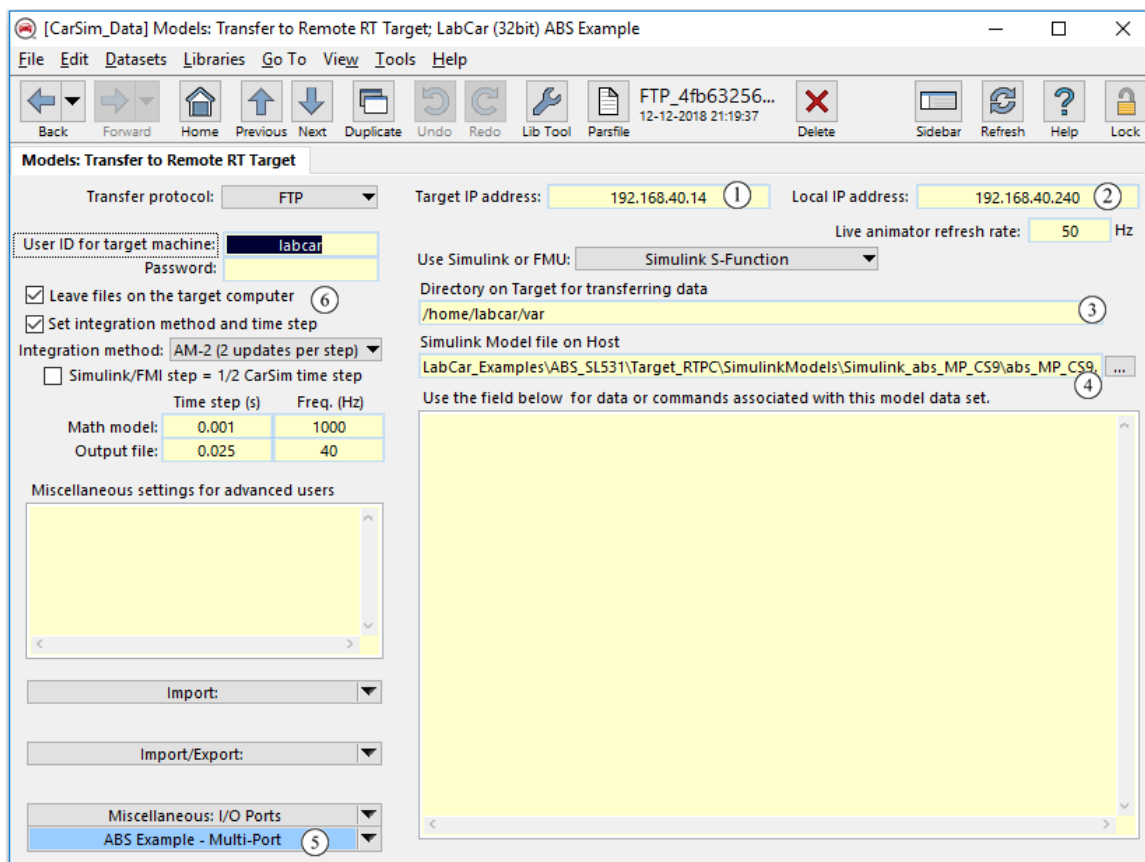 [CarSim_Data] Models: Transfer to Remote RT Target; LabCar (32bit) ABS Example
File Edit Datasets Libraries Go To View Tools Help
Back Forward Home Previous Next Duplicate Undo Redo Lib Tool Parsfile FTP_4fb63256... 12-12-2018 21:19:37 Delete Sidebar Refresh Help Lock
Models: Transfer to Remote RT Target
Transfer protocol: FTP
Target IP address: 192.168.40.14 1 Local IP address: 192.168.40.240 2
Live animator refresh rate: 50 Hz
User ID for target machine: labcar
Password:
Use Simulink or FMU: Simulink S-Function
Leave files on the target computer 6
Directory on Target for transferring data
/home/labcar/var 3
Set integration method and time step
Simulink Model file on Host
Integration method: AM-2 (2 updates per step)
LabCar_Examples\ABS_SL531\Target_RTPC\SimulinkModels\Simulink_abs_MP_CS9\abs_MP_CS9. ...
4
Simulink/FMI step = 1/2 CarSim time step
Use the field below for data or commands associated with this model data set.
Time step (s) Freq. (Hz)
Math model: 0.001 1000
Output file: 0.025 40
Miscellaneous settings for advanced users
Import:
Import/Export:
Miscellaneous: I/O Ports
ABS Example - Multi-Port 5